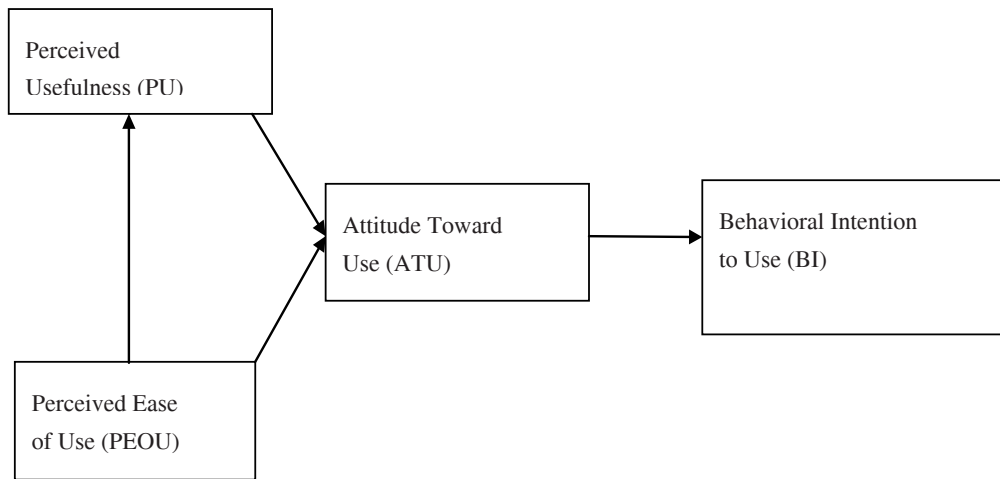 Perceived
Usefulness (PU)
Attitude Toward
Use (ATU)
Behavioral Intention
to Use (BI)
Perceived Ease
of Use (PEOU)